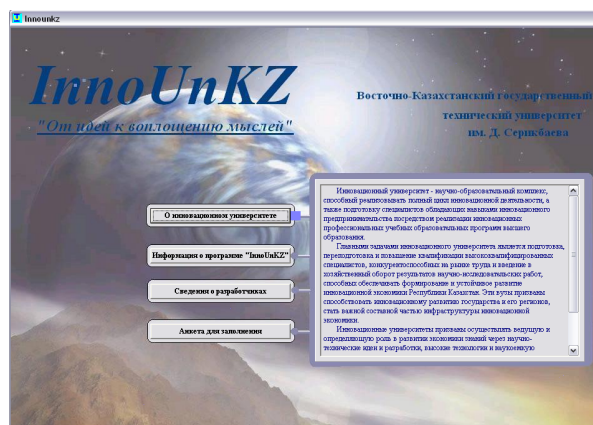 Innounkz
InnoUnKZ
"От идей к воплощению мыслей"
Восточно-Казахстанский государственный
технический университет
им. Д. Серикбаева
О инновационном университете
Информация о программе "InnoUnKZ"
Сведения о разработчиках
Анкета для заполнения
Инновационный университет - научно-образовательный комплекс,
способный реализовывать полный цикл инновационной деятельности, а
также подготовку специалистов обладающих навыками инновационного
предпринимательства посредством реализации инновационных
профессиональных учебных образовательных программ высшего
образования.
Главными задачами инновационного университета является подготовка,
переподготовка и повышение квалификации высококвалифицированных
специалистов, конкурентоспособных на рынке труда и введение в
хозяйственный оборот результатов научно-исследовательских работ,
способных обеспечивать формирование и устойчивое развитие
инновационной экономики Республики Казахстан. Эти вузы призваны
способствовать инновационному развитию государства и его регионов,
стать важной составной частью инфраструктуры инновационной
экономики.
Инновационные университеты призваны осуществлять ведущую и
определяющую роль в развитии экономики знаний через научно-
технические идеи и разработки, высокие технологии и наукоемкую